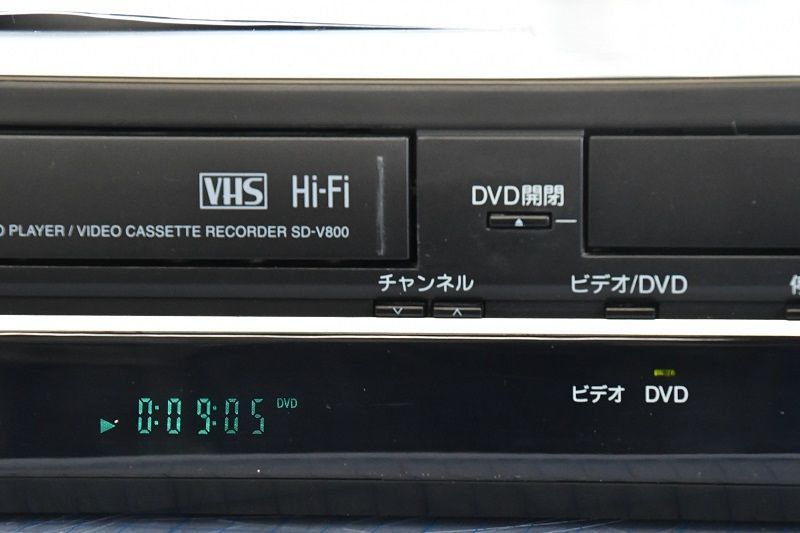 VHS Hi-Fi
PLAYER / VIDEO CASSETTE RECORDER SD-V800
DVD開閉
チャンネル
ビデオ/DVD
0:09:05 DVD
ビデオ DVD